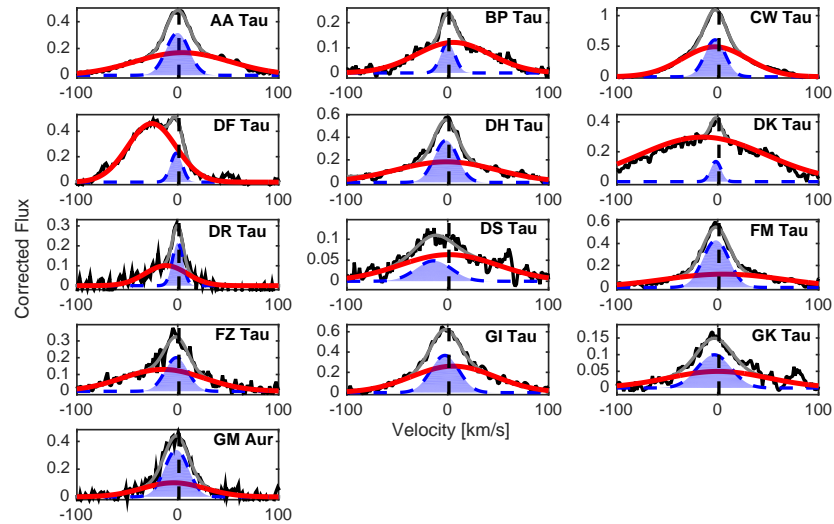 AA Tau
0.4
0.2
0
-100 0 100
BP Tau
0.2
0.1
0
-100 0 100
CW Tau
1
0.5
0
-100 0 100
DF Tau
0.4
0.2
0
-100 0 100
DH Tau
0.6
0.4
0.2
0
-100 0 100
DK Tau
0.4
0.2
0
-100 0 100
DR Tau
0.3
0.2
0.1
0
-100 0 100
DS Tau
0.1
0.05
0
-100 0 100
FM Tau
0.6
0.4
0.2
0
-100 0 100
FZ Tau
0.3
0.2
0.1
0
-100 0 100
GI Tau
0.6
0.4
0.2
0
-100 0 100
GK Tau
0.15
0.1
0.05
0
-100 0 100
GM Aur
0.4
0.2
0
-100 0 100
Corrected Flux
Velocity [km/s]